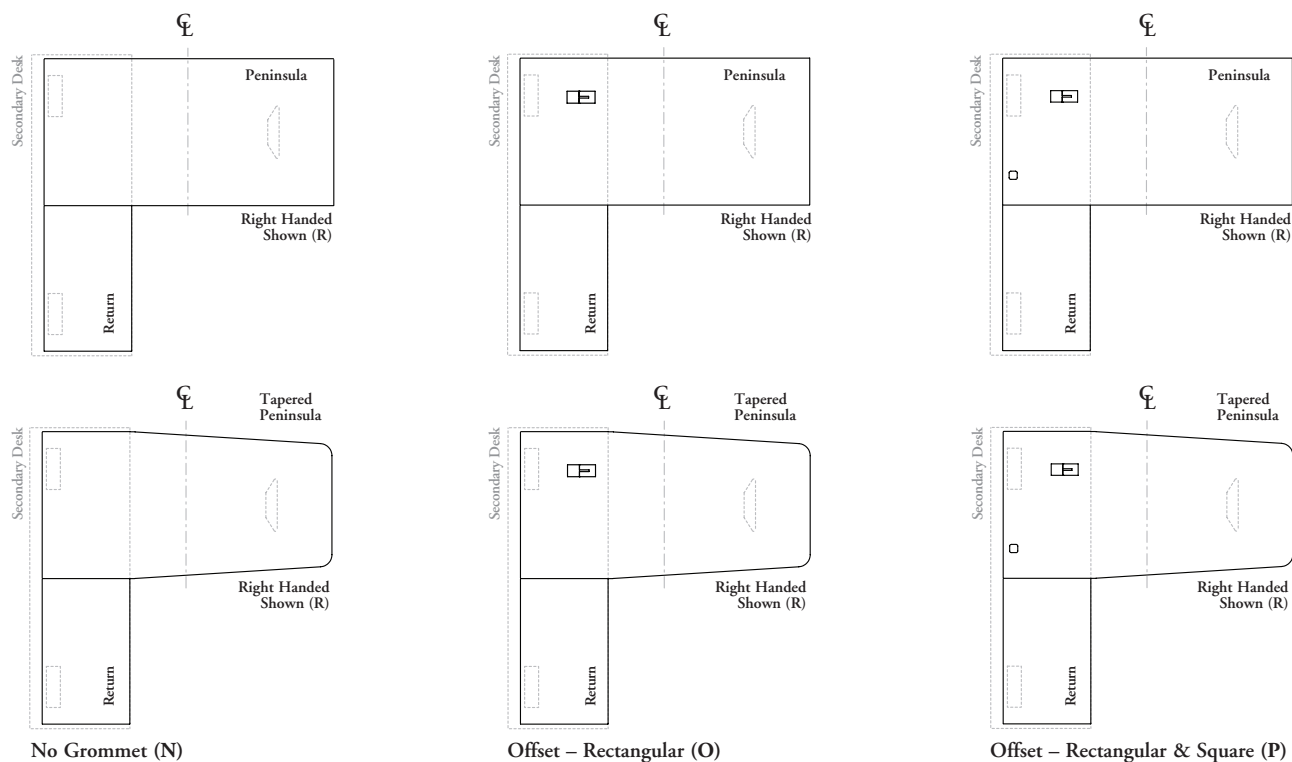 ℄ ℄ ℄
Secondary Desk
Peninsula
Right Handed
Shown (R)
Return
Secondary Desk
Peninsula
Right Handed
Shown (R)
Return
Secondary Desk
Peninsula
Right Handed
Shown (R)
Return
℄ ℄ ℄
Tapered
Peninsula
Secondary Desk
Right Handed
Shown (R)
Return
Tapered
Peninsula
Secondary Desk
Right Handed
Shown (R)
Return
Tapered
Peninsula
Secondary Desk
Right Handed
Shown (R)
Return
No Grommet (N)
Offset – Rectangular (O)
Offset – Rectangular & Square (P)